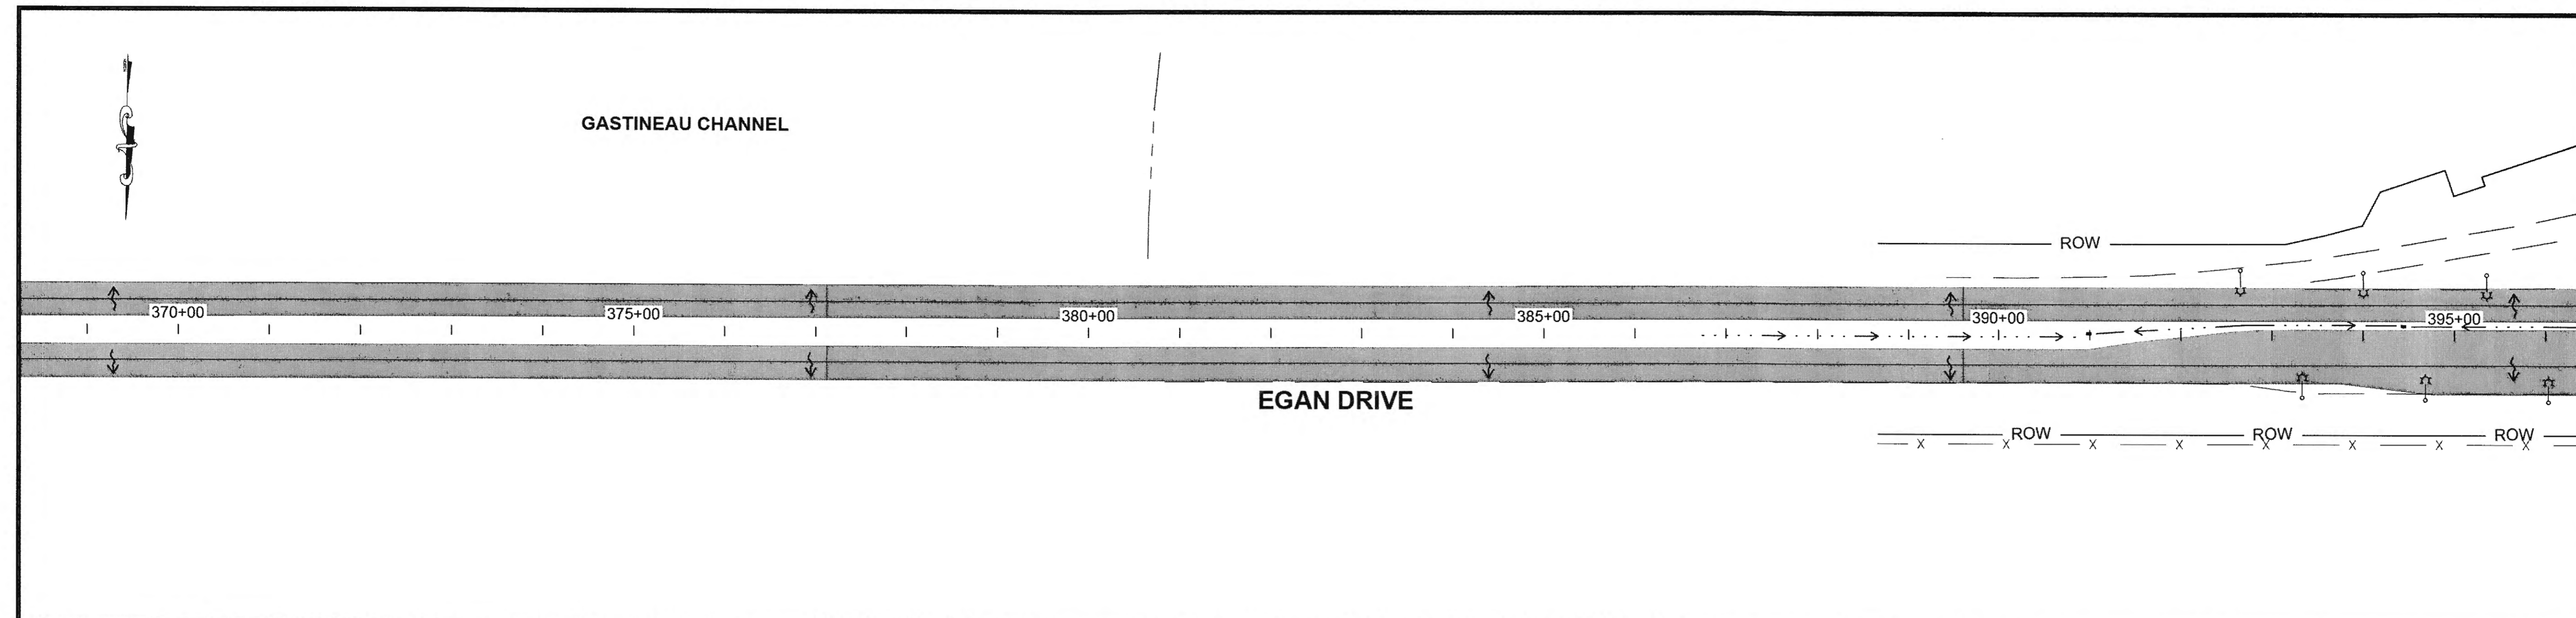 GASTINEAU CHANNEL
ROW
370+00 375+00 380+00 385+00 390+00 395+00
EGAN DRIVE
ROW ROW ROW
X X X X X X X X